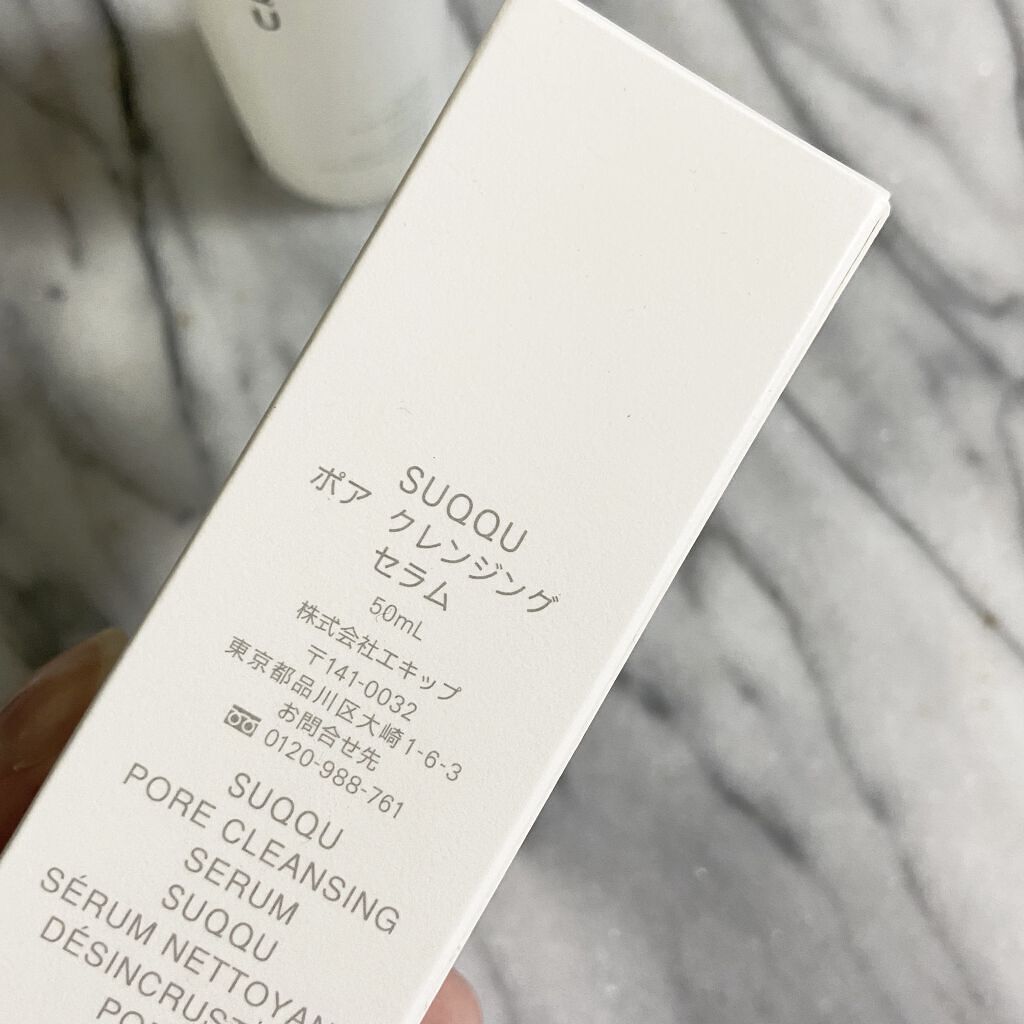 SUQQU
ポア クレンジング
セラム
50mL
株式会社エキップ
〒141-0032
東京都品川区大崎1-6-3
お問合せ先
0120-988-761
SUQQU
PORE CLEANSING
SERUM
SUQQU
SÉRUM NETTOYAN
DÉSINCRUST